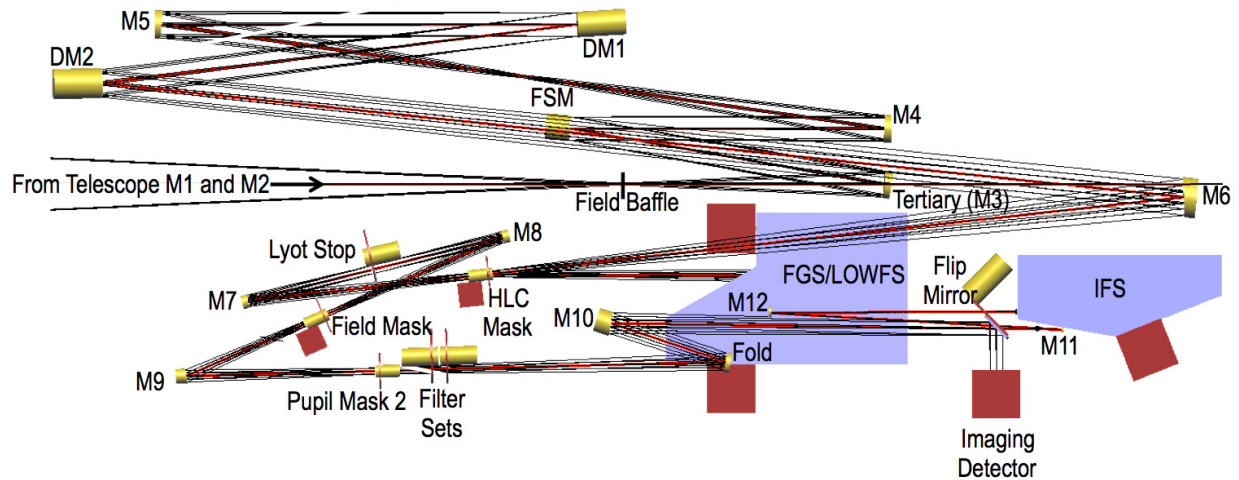 M5
DM1
DM2
FSM
M4
From Telescope M1 and M2
Field Baffle
Tertiary (M3)
M6
Lyot Stop
M8
FGS/LOWFS
Flip
Mirror
IFS
M7
HLC
Mask
M12
M10
Field Mask
M11
Fold
M9
Pupil Mask 2
Filter
Sets
Imaging
Detector